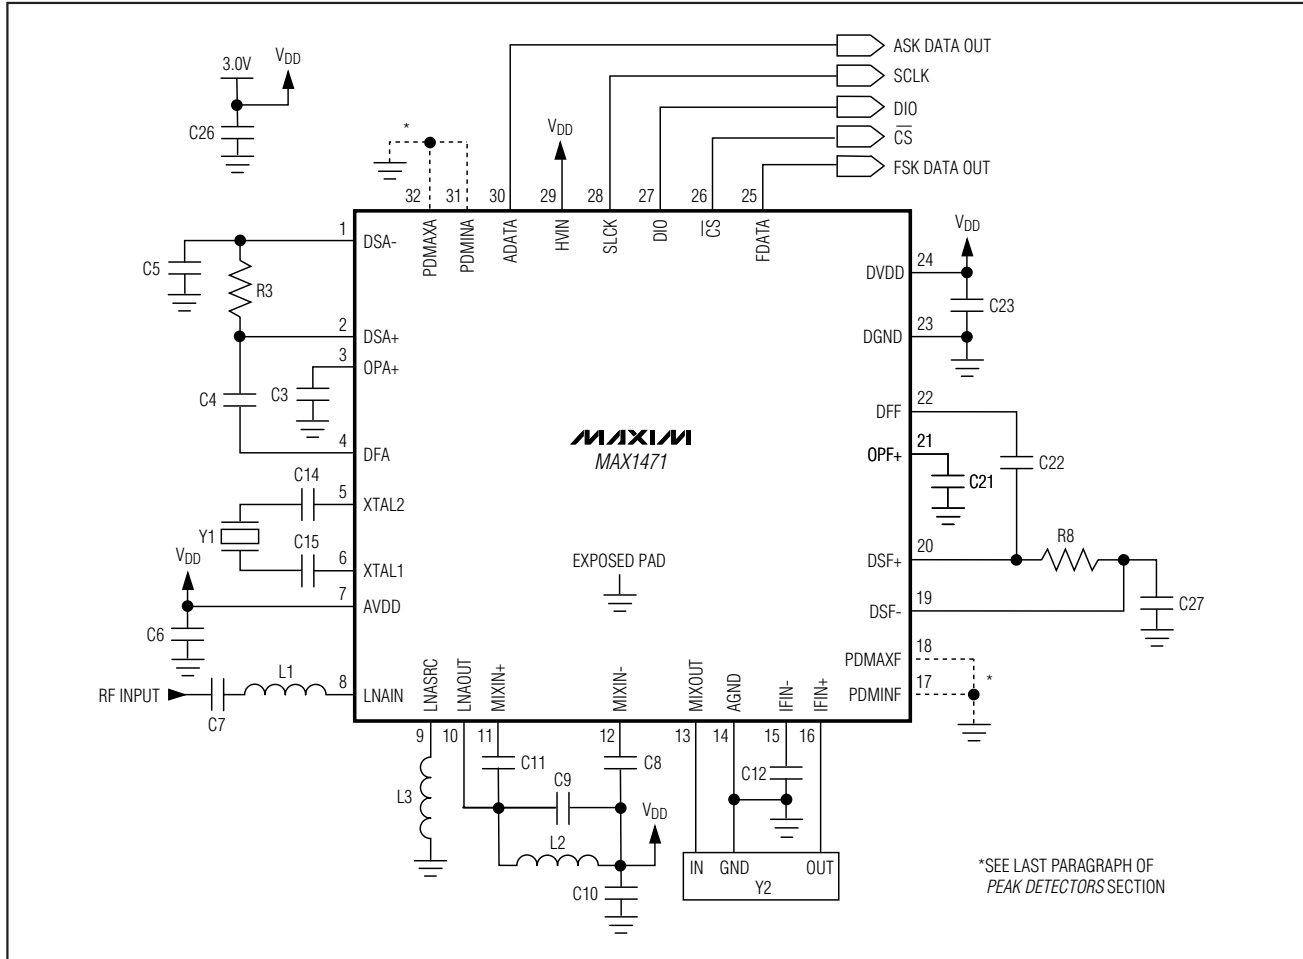 ASK DATA OUT
SCLK
DIO
CS
FSK DATA OUT
3.0V
VDD
C26
*
VDD
32
31
30
29
28
27
26
25
PDMAXA
PDMINA
ADATA
HVIN
SLCK
DIO
CS
FDATA
1
DSA-
C5
R3
2
DSA+
3
OPA+
C4
C3
4
DFA
C14
5
XTAL2
Y1
C15
6
XTAL1
VDD
7
AVDD
C6
RF INPUT
C7
L1
8
LNAIN
MAXIM
MAX1471
EXPOSED PAD
VDD
24
DVDD
C23
23
DGND
22
DFF
21
OPF+
C22
C21
20
DSF+
R8
19
DSF-
C27
18
PDMAXF
17
PDMINF
*
LNASRC
LNAOUT
MIXIN+
MIXIN-
MIXOUT
AGND
IFIN-
IFIN+
9
10
11
12
13
14
15
16
L3
C11
C9
C8
C12
L2
VDD
C10
IN
GND
OUT
Y2
*SEE LAST PARAGRAPH OF
PEAK DETECTORS SECTION